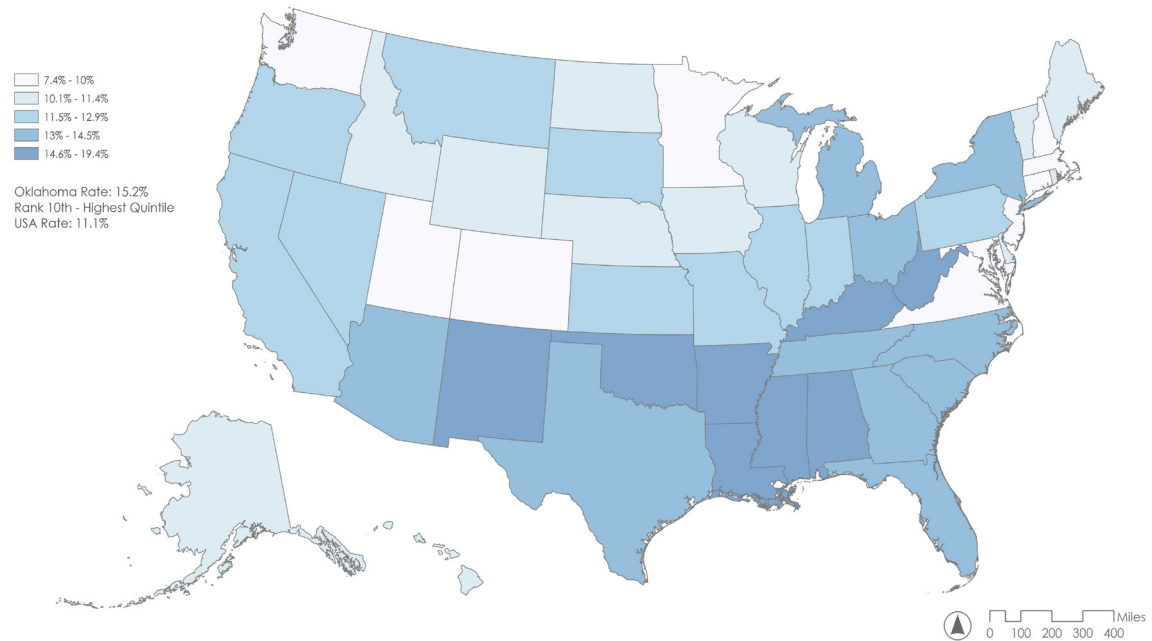 7.4% - 10%
10.1% - 11.4%
11.5% - 12.9%
13% - 14.5%
14.6% - 19.4%
Oklahoma Rate: 15.2%
Rank 10th - Highest Quintile
USA Rate: 11.1%
Miles
0 100 200 300 400